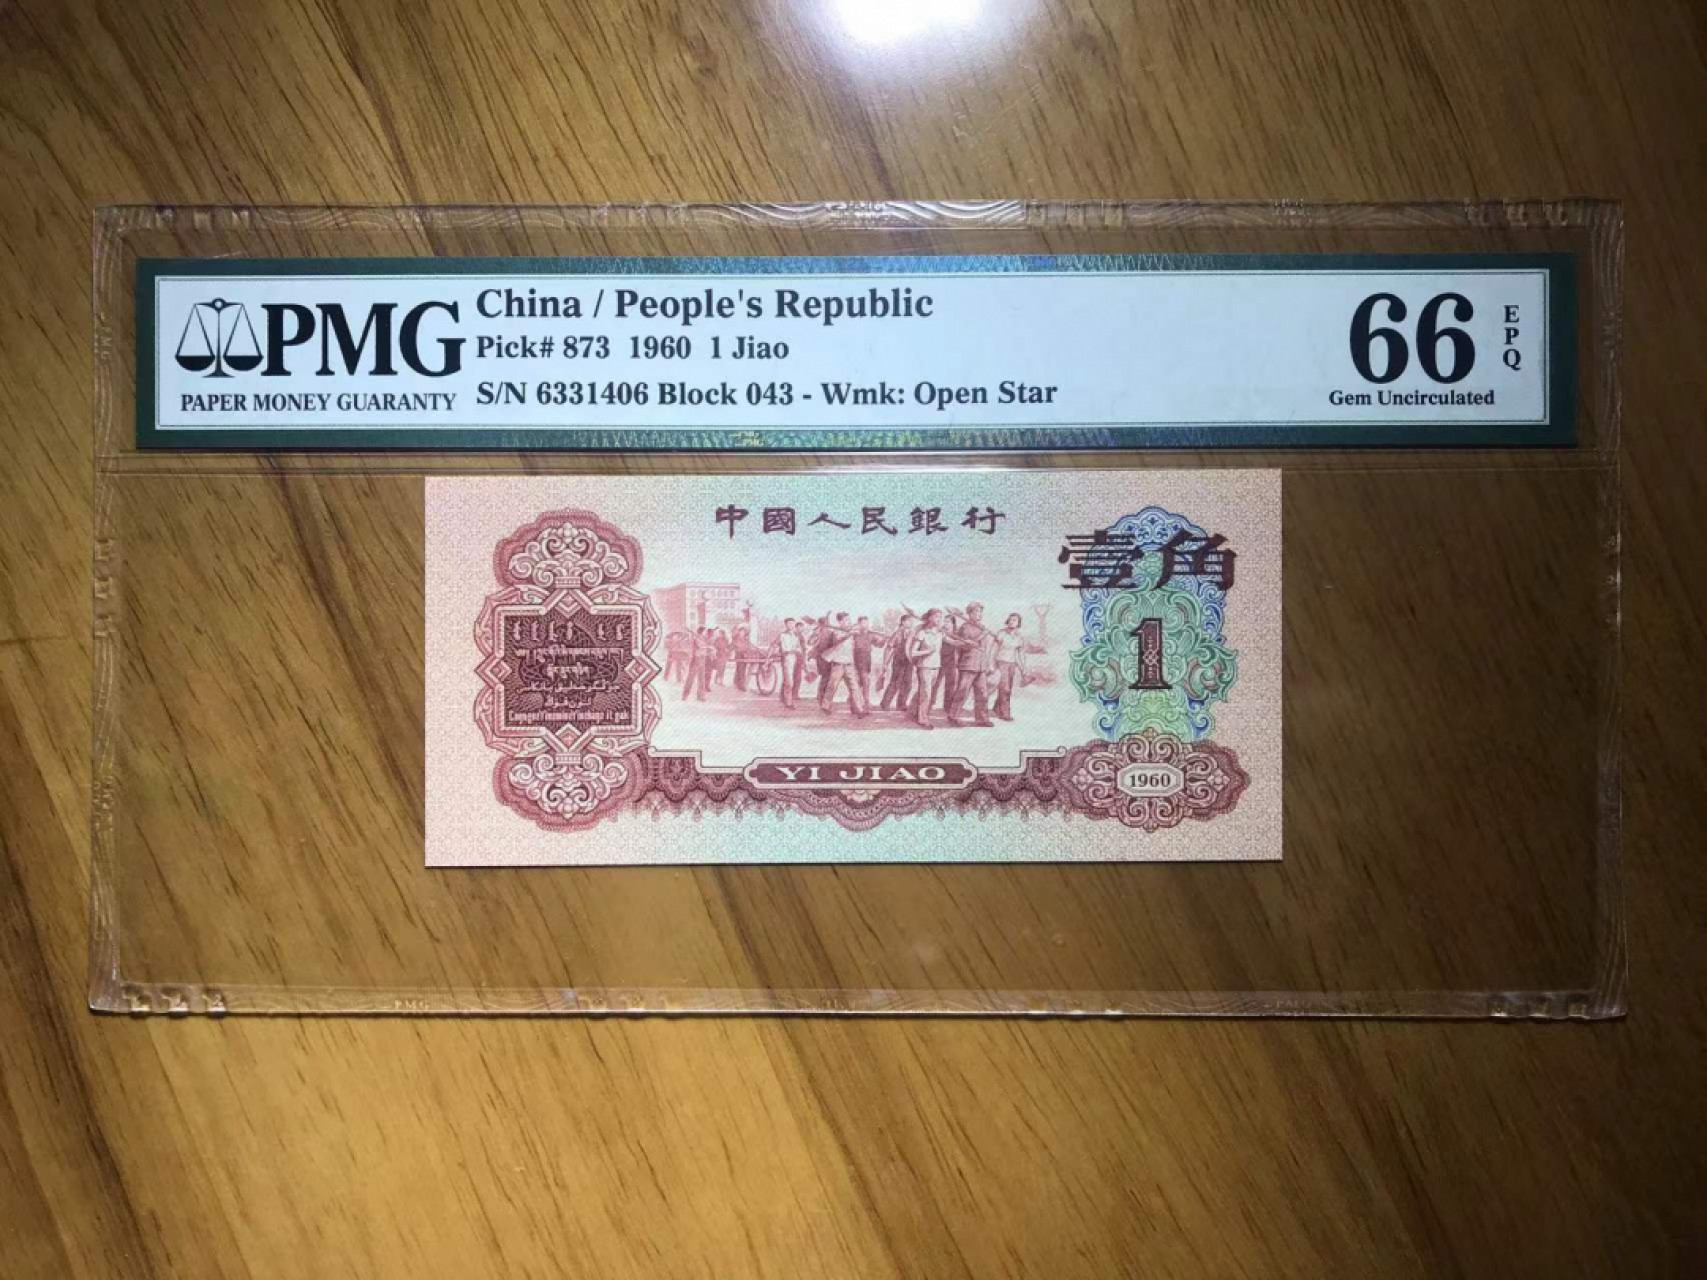 PMG
PAPER MONEY GUARANTY
China / People's Republic
Pick# 873 1960 1 Jiao
S/N 6331406 Block 043 - Wmk: Open Star
66
EPQ
Gem Uncirculated
中國人民銀行
壹角
1
YI JIAO
1960